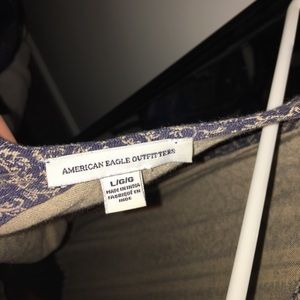 AMERICAN EAGLE OUTFITTERS
L/G/G
MADE IN INDIA
FABRIQUÉ EN
INDE